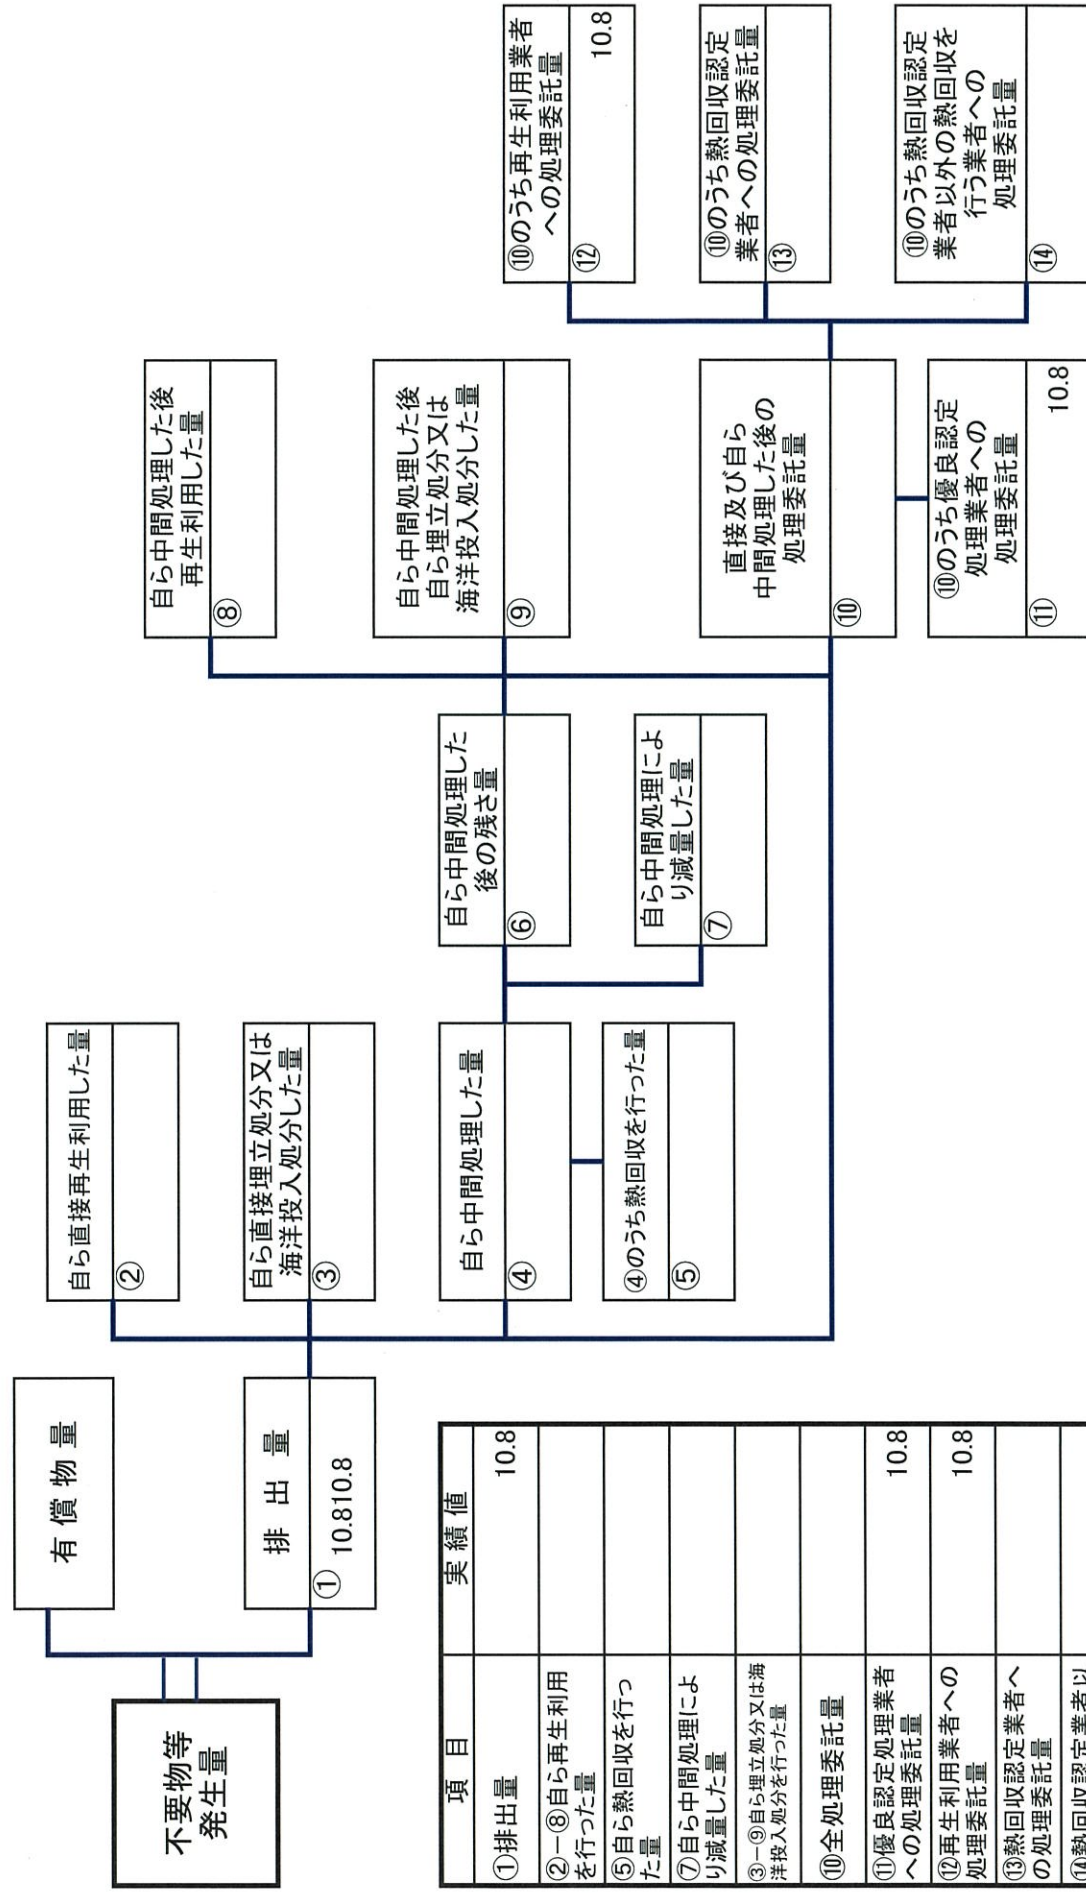 不要物等
発生量
有 償 物 量
排 出 量
① 10.810.8
自ら直接再生利用した量
②
自ら直接埋立処分又は
海洋投入処分した量
③
自ら中間処理した量
④
④のうち熱回収を行った量
⑤
自ら中間処理した
後の残さ量
⑥
自ら中間処理によ
り減量した量
⑦
自ら中間処理した後
再生利用した量
⑧
自ら中間処理した後
自ら埋立処分又は
海洋投入処分した量
⑨
直接及び自ら
中間処理した後の
処理委託量
⑩
⑩のうち優良認定
処理業者への
処理委託量
⑪ 10.8
⑩のうち再生利用業者
への処理委託量
⑫ 10.8
⑩のうち熱回収認定
業者への処理委託量
⑬
⑩のうち熱回収認定
業者以外の熱回収を
行う業者への
処理委託量
⑭
項 目 実 績 値
①排出量 10.8
②ー⑧自ら再生利用
を行った量
⑤自ら熱回収を行っ
た量
⑦自ら中間処理によ
り減量した量
③ー⑨自ら埋立処分又は海
洋投入処分を行った量
⑩全処理委託量
⑪優良認定処理業者
への処理委託量 10.8
⑫再生利用業者への
処理委託量 10.8
⑬熱回収認定業者へ
の処理委託量
⑭熱回収認定業者以